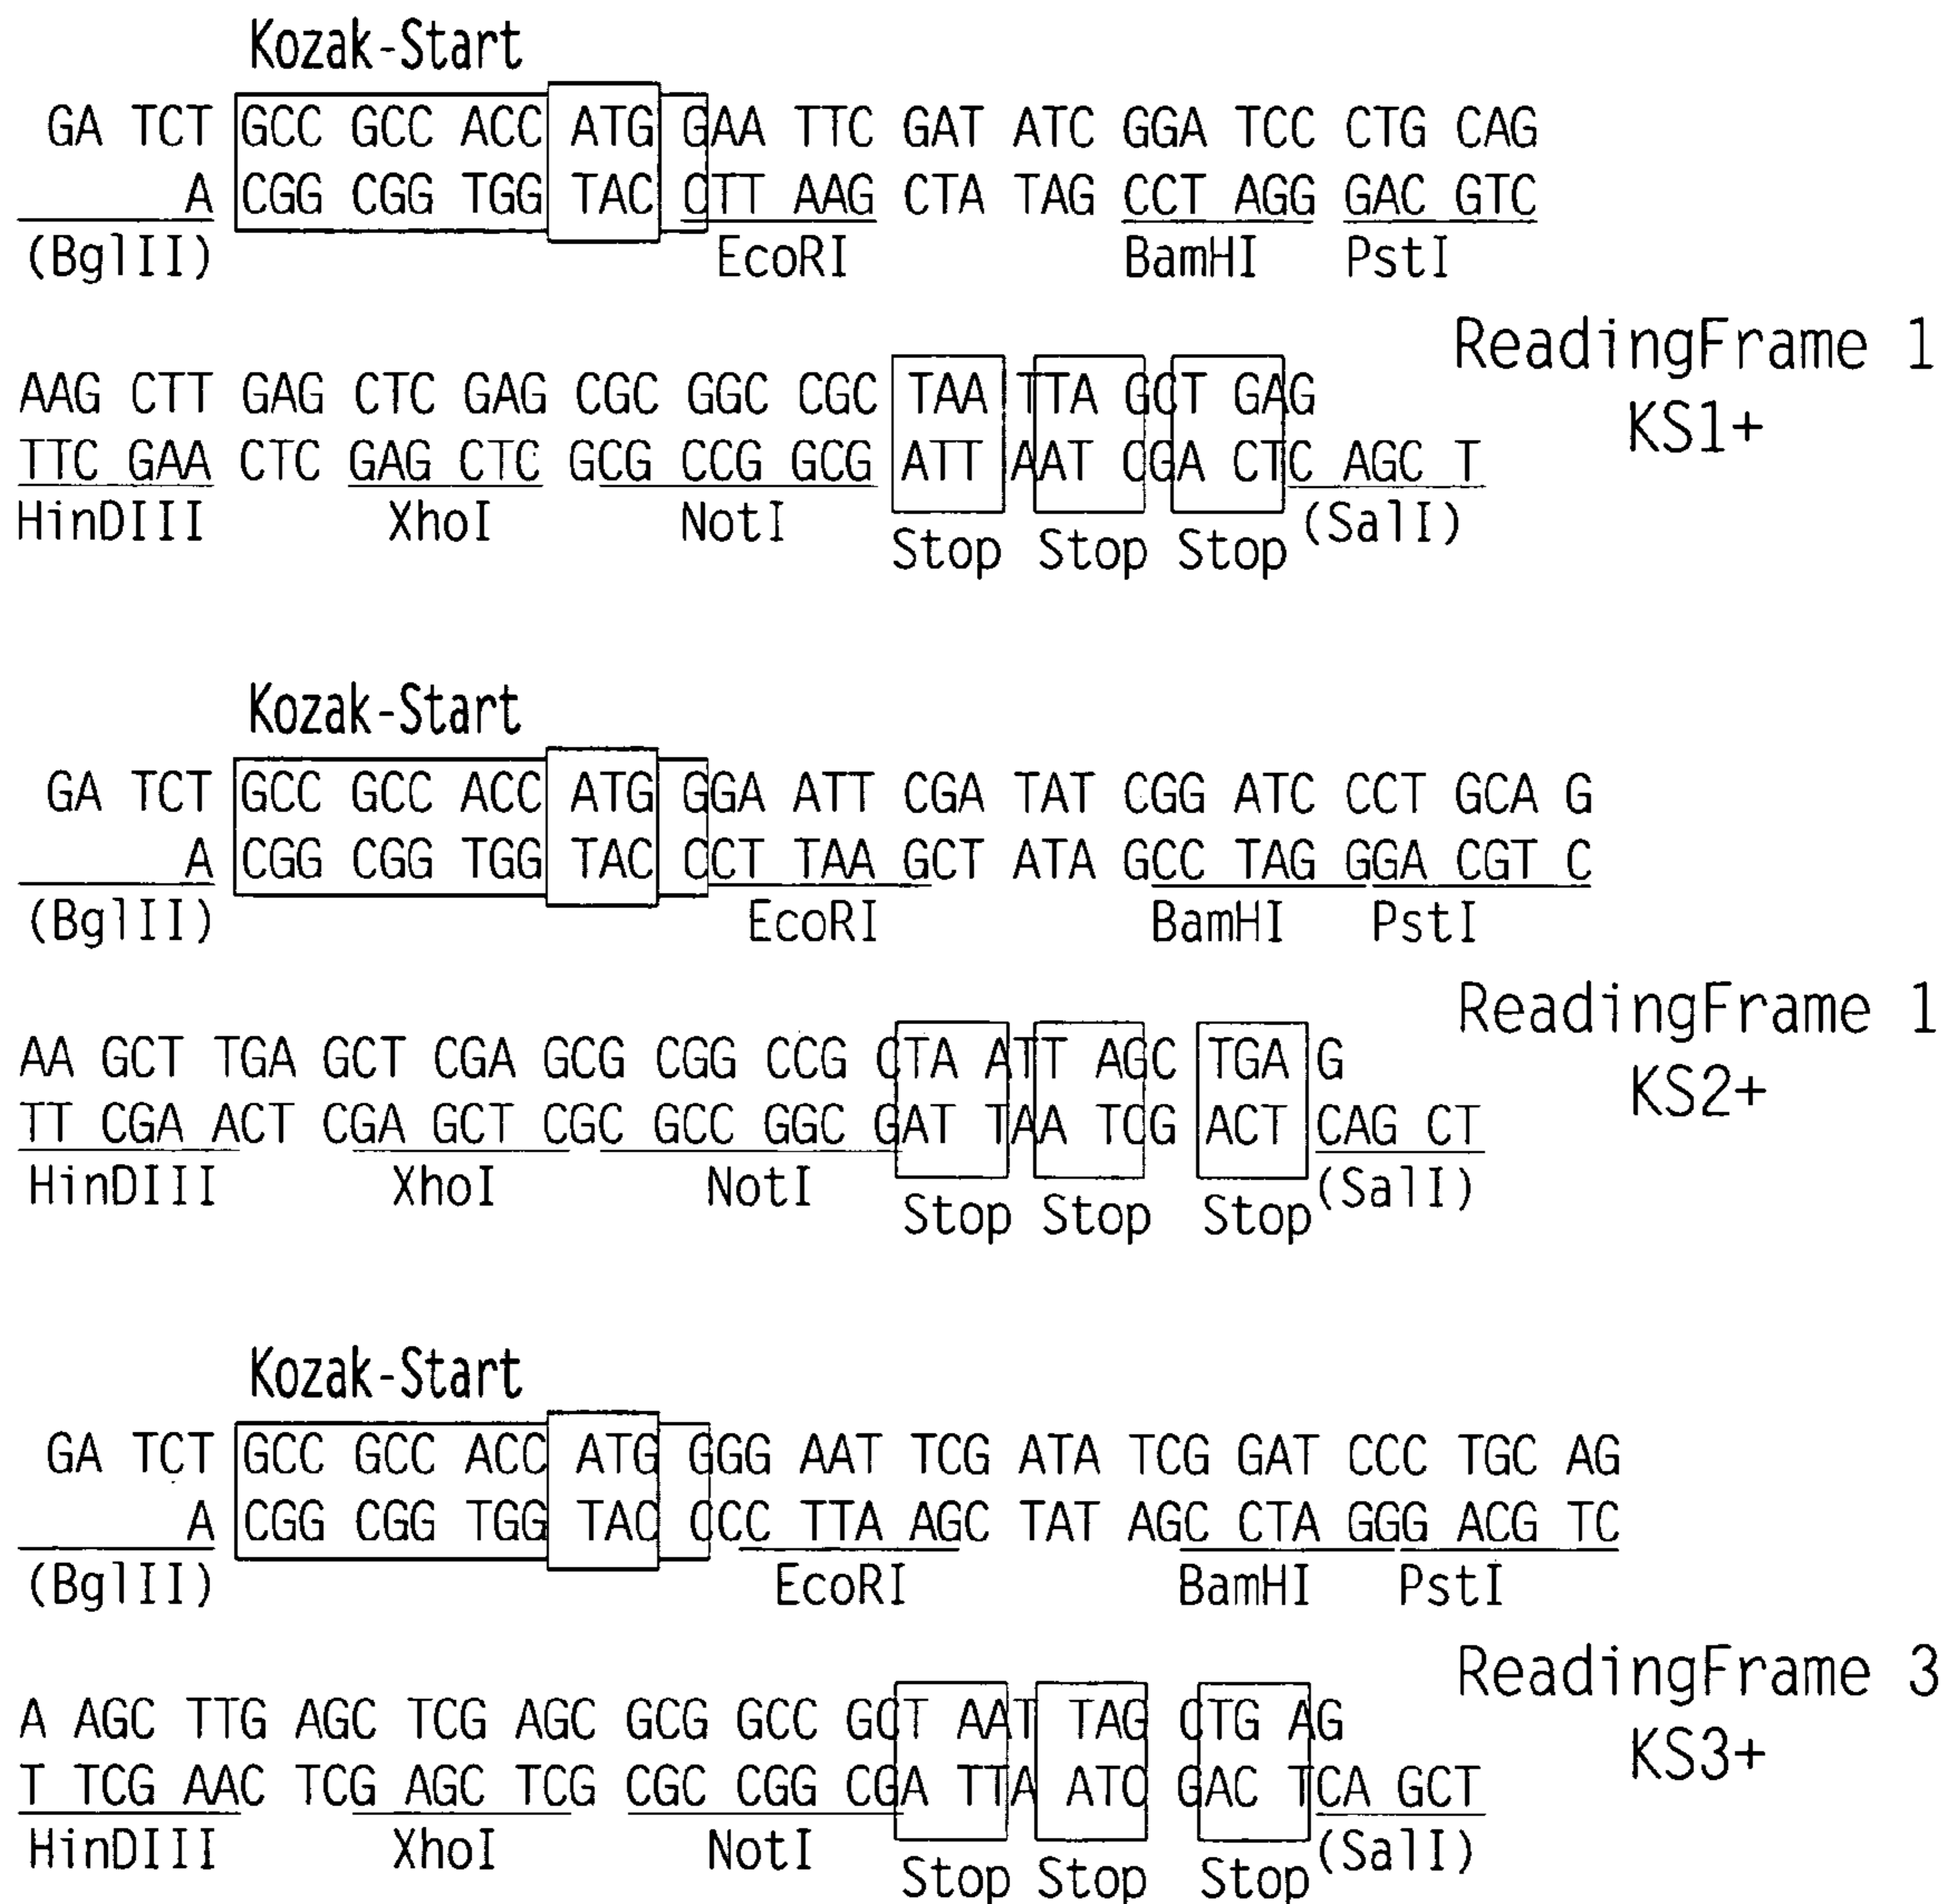 Kozak-Start
GA TCT GCC GCC ACC ATG GAA TTC GAT ATC GGA TCC CTG CAG
A CGG CGG TGG TAC CTT AAG CTA TAG CCT AGG GAC GTC
(BglII) EcoRI BamHI PstI
ReadingFrame 1
KS1+
AAG CTT GAG CTC GAG CGC GGC CGC TAA TTA GCT GAG
TTC GAA CTC GAG CTC GCG CCG GCG ATT AAT CGA CTC AGC T
HinDIII XhoI NotI Stop Stop Stop (SalI)
Kozak-Start
GA TCT GCC GCC ACC ATG GGA ATT CGA TAT CGG ATC CCT GCA G
A CGG CGG TGG TAC CCT TAA GCT ATA GCC TAG GGA CGT C
(BglII) EcoRI BamHI PstI
ReadingFrame 1
KS2+
AA GCT TGA GCT CGA GCG CGG CCG CTA ATT AGC TGA G
TT CGA ACT CGA GCT CGC GCC GGC GAT TAA TCG ACT CAG CT
HinDIII XhoI NotI Stop Stop Stop (SalI)
Kozak-Start
GA TCT GCC GCC ACC ATG GGG AAT TCG ATA TCG GAT CCC TGC AG
A CGG CGG TGG TAC CCC TTA AGC TAT AGC CTA GGG ACG TC
(BglII) EcoRI BamHI PstI
ReadingFrame 3
KS3+
A AGC TTG AGC TCG AGC GCG GCC GCT AAT TAG CTG AG
T TCG AAC TCG AGC TCG CGC CGG CGA TTA ATC GAC TCA GCT
HinDIII XhoI NotI Stop Stop Stop (SalI)